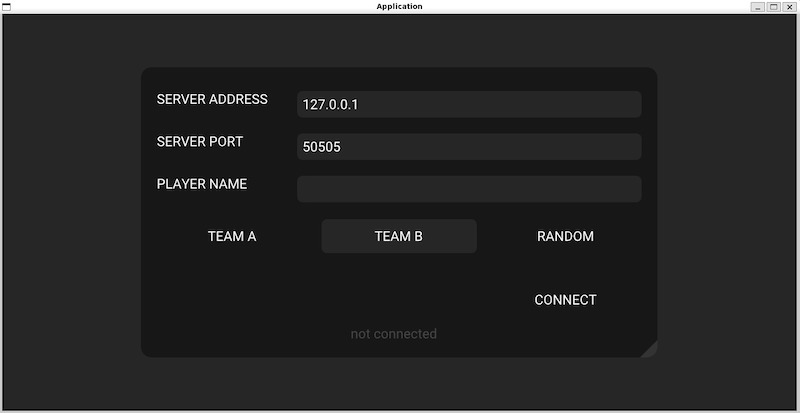 Application
SERVER ADDRESS 127.0.0.1
SERVER PORT 50505
PLAYER NAME
TEAM A TEAM B RANDOM
CONNECT
not connected